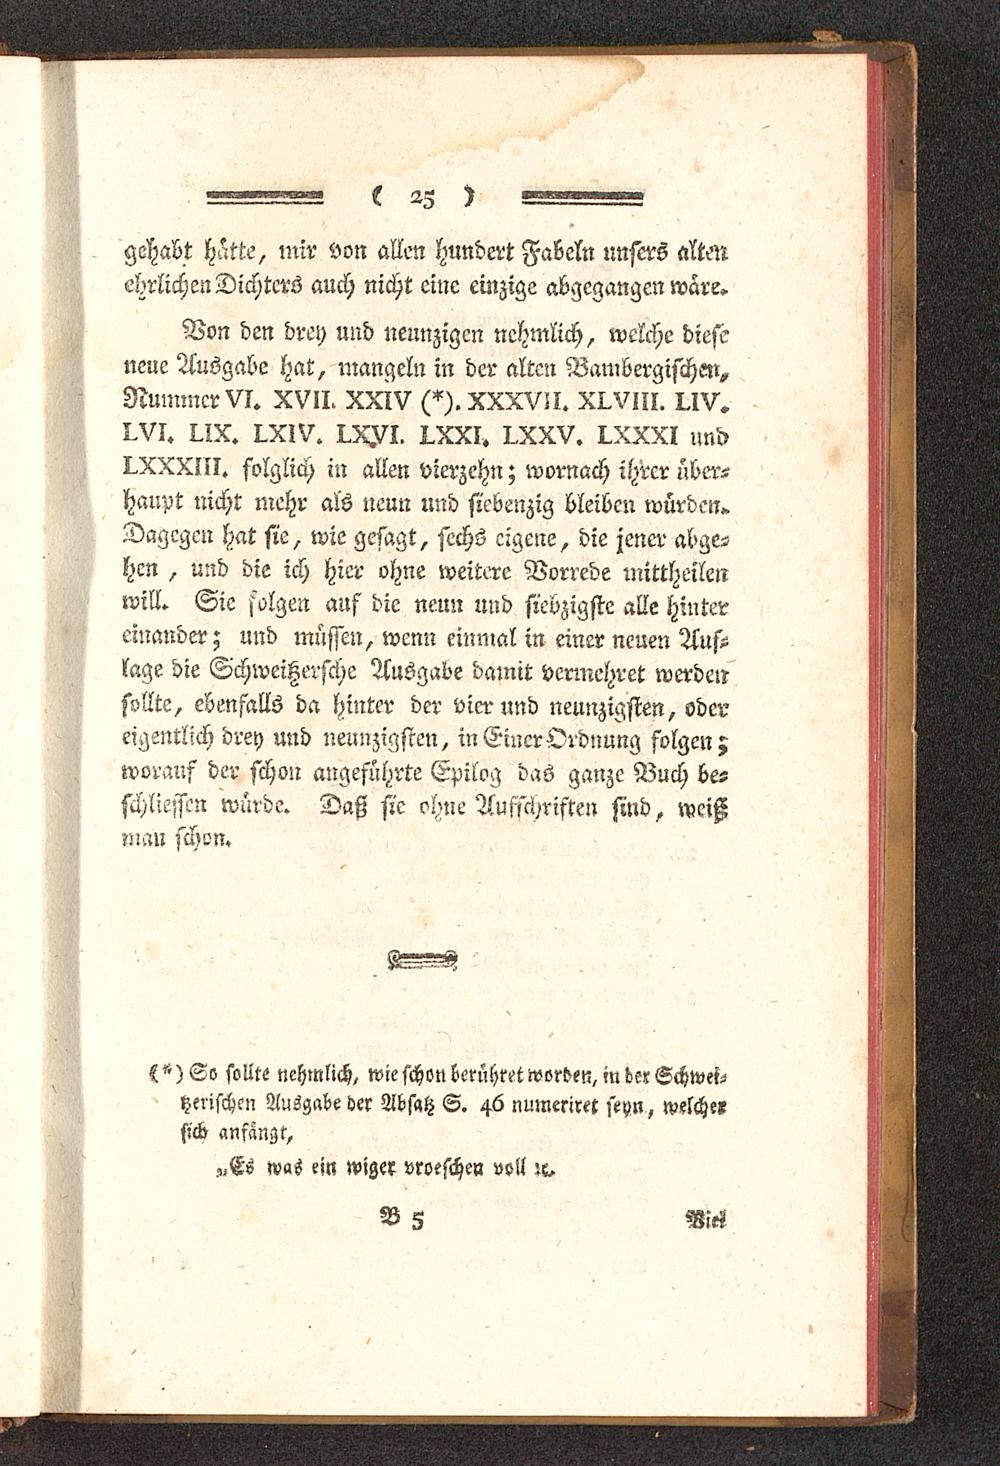 ( 25 )
gehabt hätte, mir von allen hundert Fabeln unsers alten
ehrlichen Dichters auch nicht eine einzige abgegangen wäre.
Von den drey und neunzigen nehmlich, welche diese
neue Ausgabe hat, mangeln in der alten Bambergischen,
Nummer VI. XVII. XXIV (*). XXXVII. XLVIII. LIV.
LVI. LIX. LXIV. LXVI. LXXI. LXXV. LXXXI und
LXXXIII. folglich in allen vierzehn; wornach ihrer über-
haupt nicht mehr als neun und siebenzig bleiben würden.
Dagegen hat sie, wie gesagt, sechs eigene, die jener abge-
hen, und die ich hier ohne weitere Vorrede mittheilen
will. Sie folgen auf die neun und siebzigste alle hinter
einander; und müssen, wenn einmal in einer neuen Auf-
lage die Schweitzersche Ausgabe damit vermehret werden
sollte, ebenfalls da hinter der vier und neunzigsten, oder
eigentlich drey und neunzigsten, in Einer Ordnung folgen;
worauf der schon angeführte Epilog das ganze Buch be-
schliessen würde. Daß sie ohne Aufschriften sind, weiß
man schon.
(*) So sollte nehmlich, wie schon berühret worden, in der Schwei-
tzerischen Ausgabe der Absatz S. 46 numeriret seyn, welcher
sich anfängt,
„Es was ein wiger vroeschen voll ꝛc.
B 5 Viel